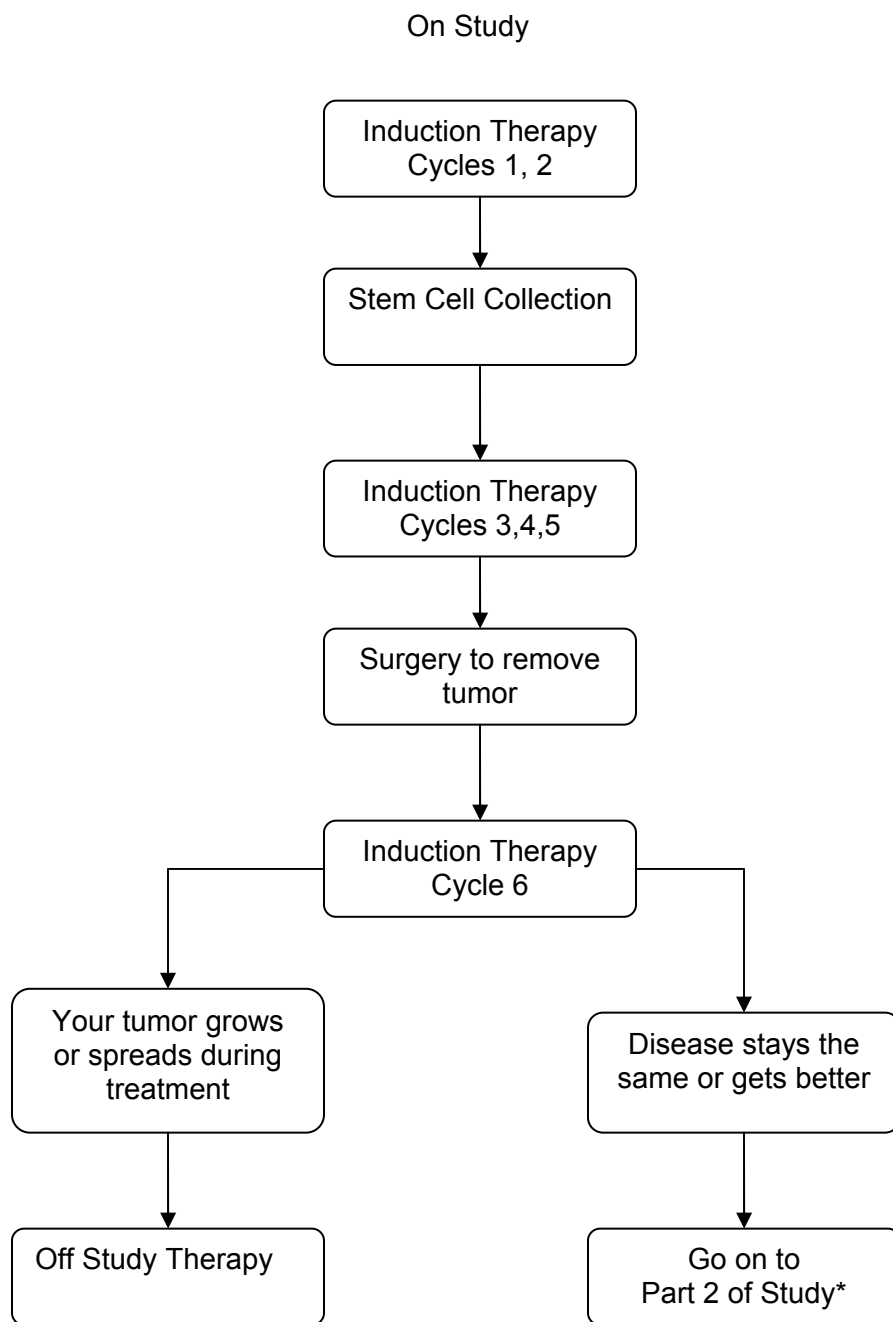 On Study
Induction Therapy
Cycles 1, 2
Stem Cell Collection
Induction Therapy
Cycles 3,4,5
Surgery to remove
tumor
Induction Therapy
Cycle 6
Your tumor grows
or spreads during
treatment
Disease stays the
same or gets better
Off Study Therapy
Go on to
Part 2 of Study*